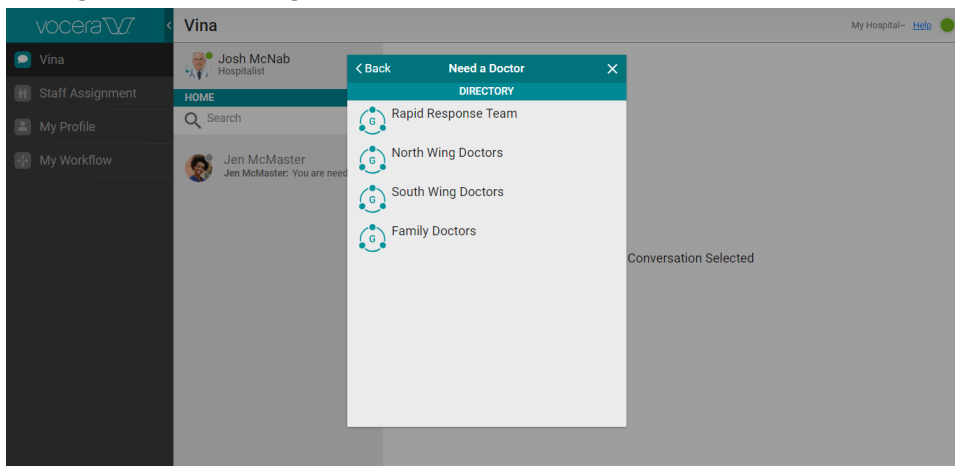 vocera
Vina
My Hospital– Help
Vina
Staff Assignment
My Profile
My Workflow
Josh McNab
Hospitalist
HOME
Search
Jen McMaster
Jen McMaster: You are need
Back
Need a Doctor
DIRECTORY
G
Rapid Response Team
G
North Wing Doctors
G
South Wing Doctors
G
Family Doctors
Conversation Selected